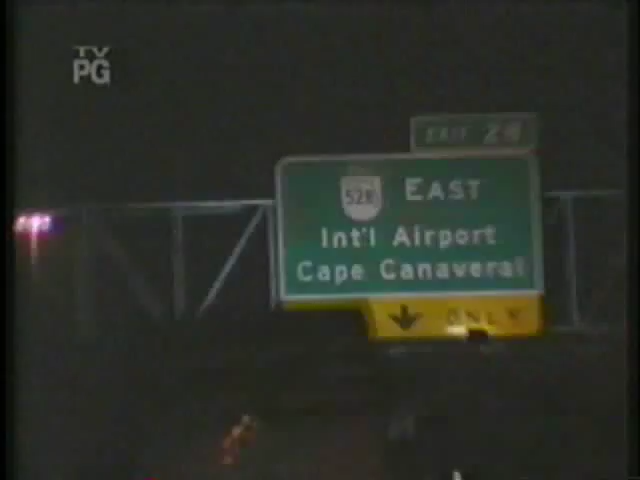 TV
PG
EXIT 28
528 EAST
Int'l Airport
Cape Canaveral
ONLY